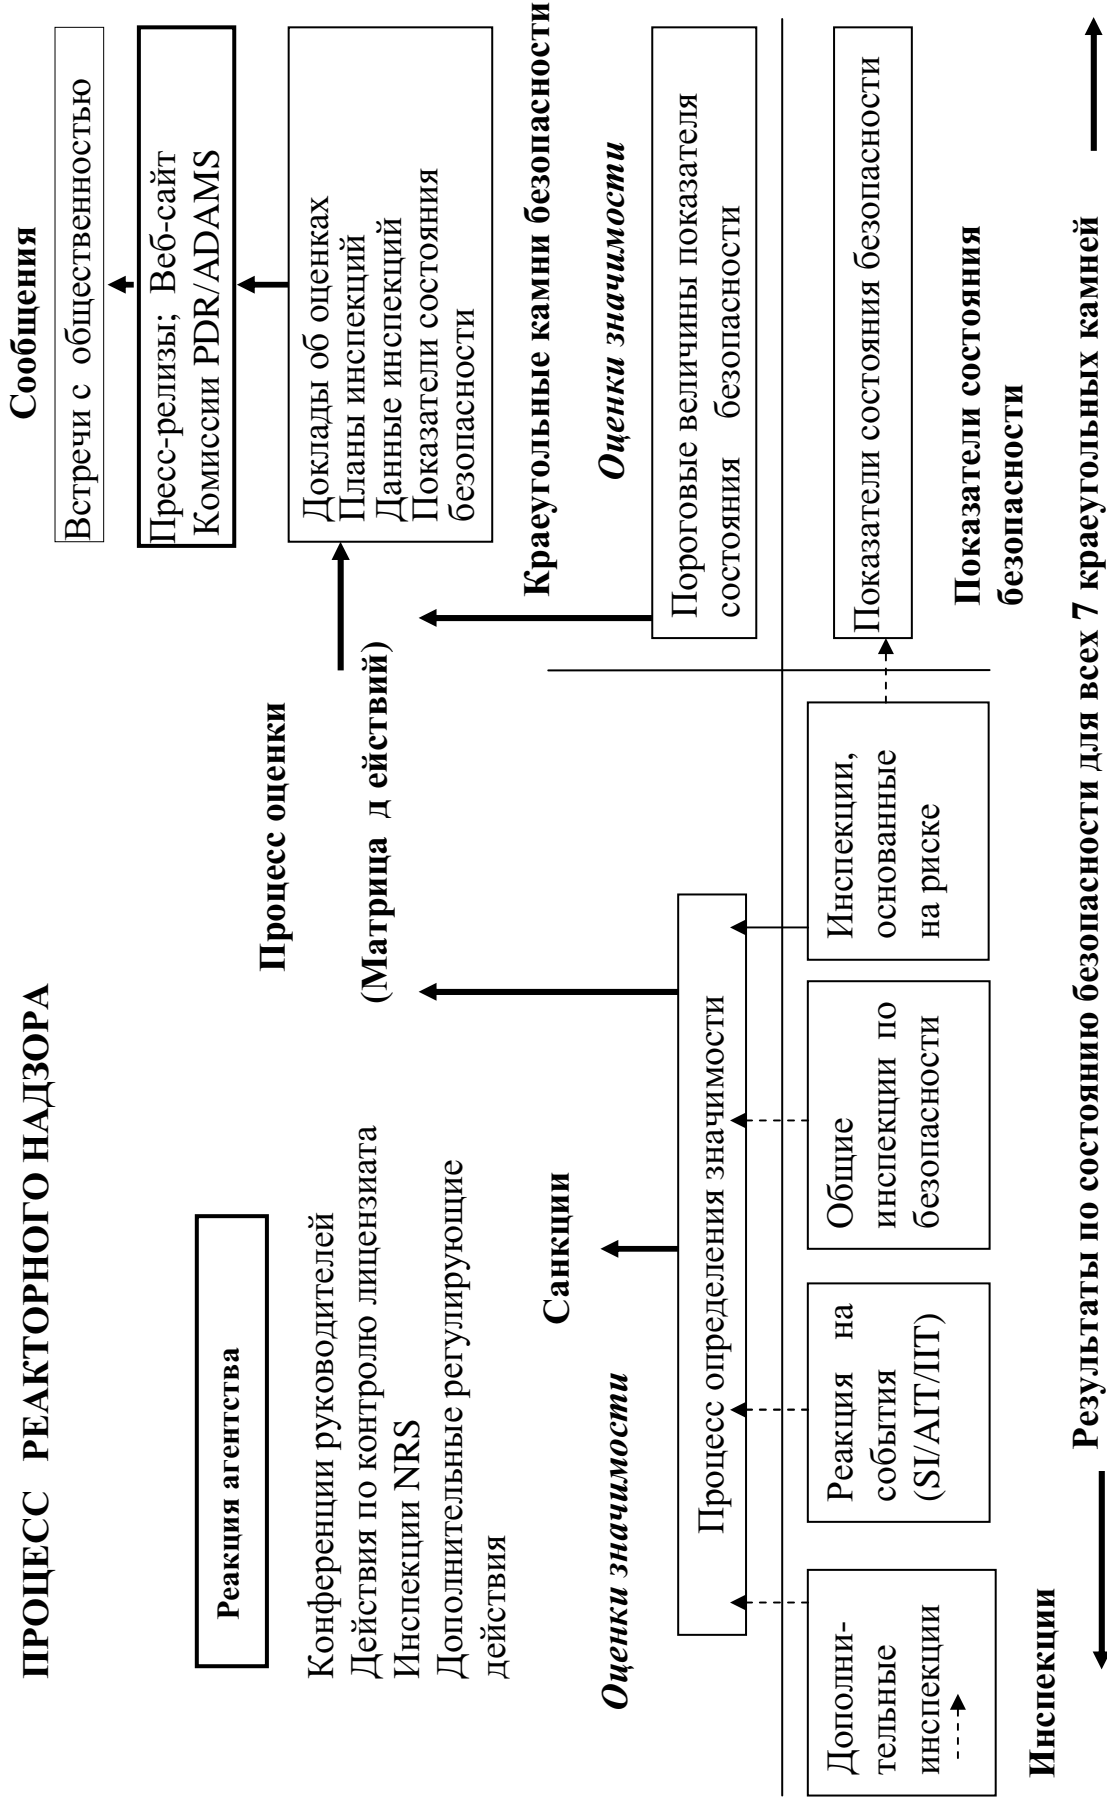 ПРОЦЕСС РЕАКТОРНОГО НАДЗОРА
Сообщения
Встречи с общественностью
Пресс-релизы; Веб-сайт
Комиссии PDR/ADAMS
Реакция агентства
Процесс оценки
(Матрица д ействий)
Доклады об оценках
Планы инспекций
Данные инспекций
Показатели состояния
безопасности
Конференции руководителей
Действия по контролю лицензиата
Инспекции NRS
Дополнительные регулирующие
действия
Санкции
Краеугольные камни безопасности
Оценки значимости
Оценки значимости
Процесс определения значимости
Пороговые величины показателя
состояния безопасности
Дополни-
тельные
инспекции
Реакция на
события
(SI/AIT/IIT)
Общие
инспекции по
безопасности
Инспекции,
основанные
на риске
Показатели состояния безопасности
Инспекции
Показатели состояния
безопасности
Результаты по состоянию безопасности для всех 7 краеугольных камней